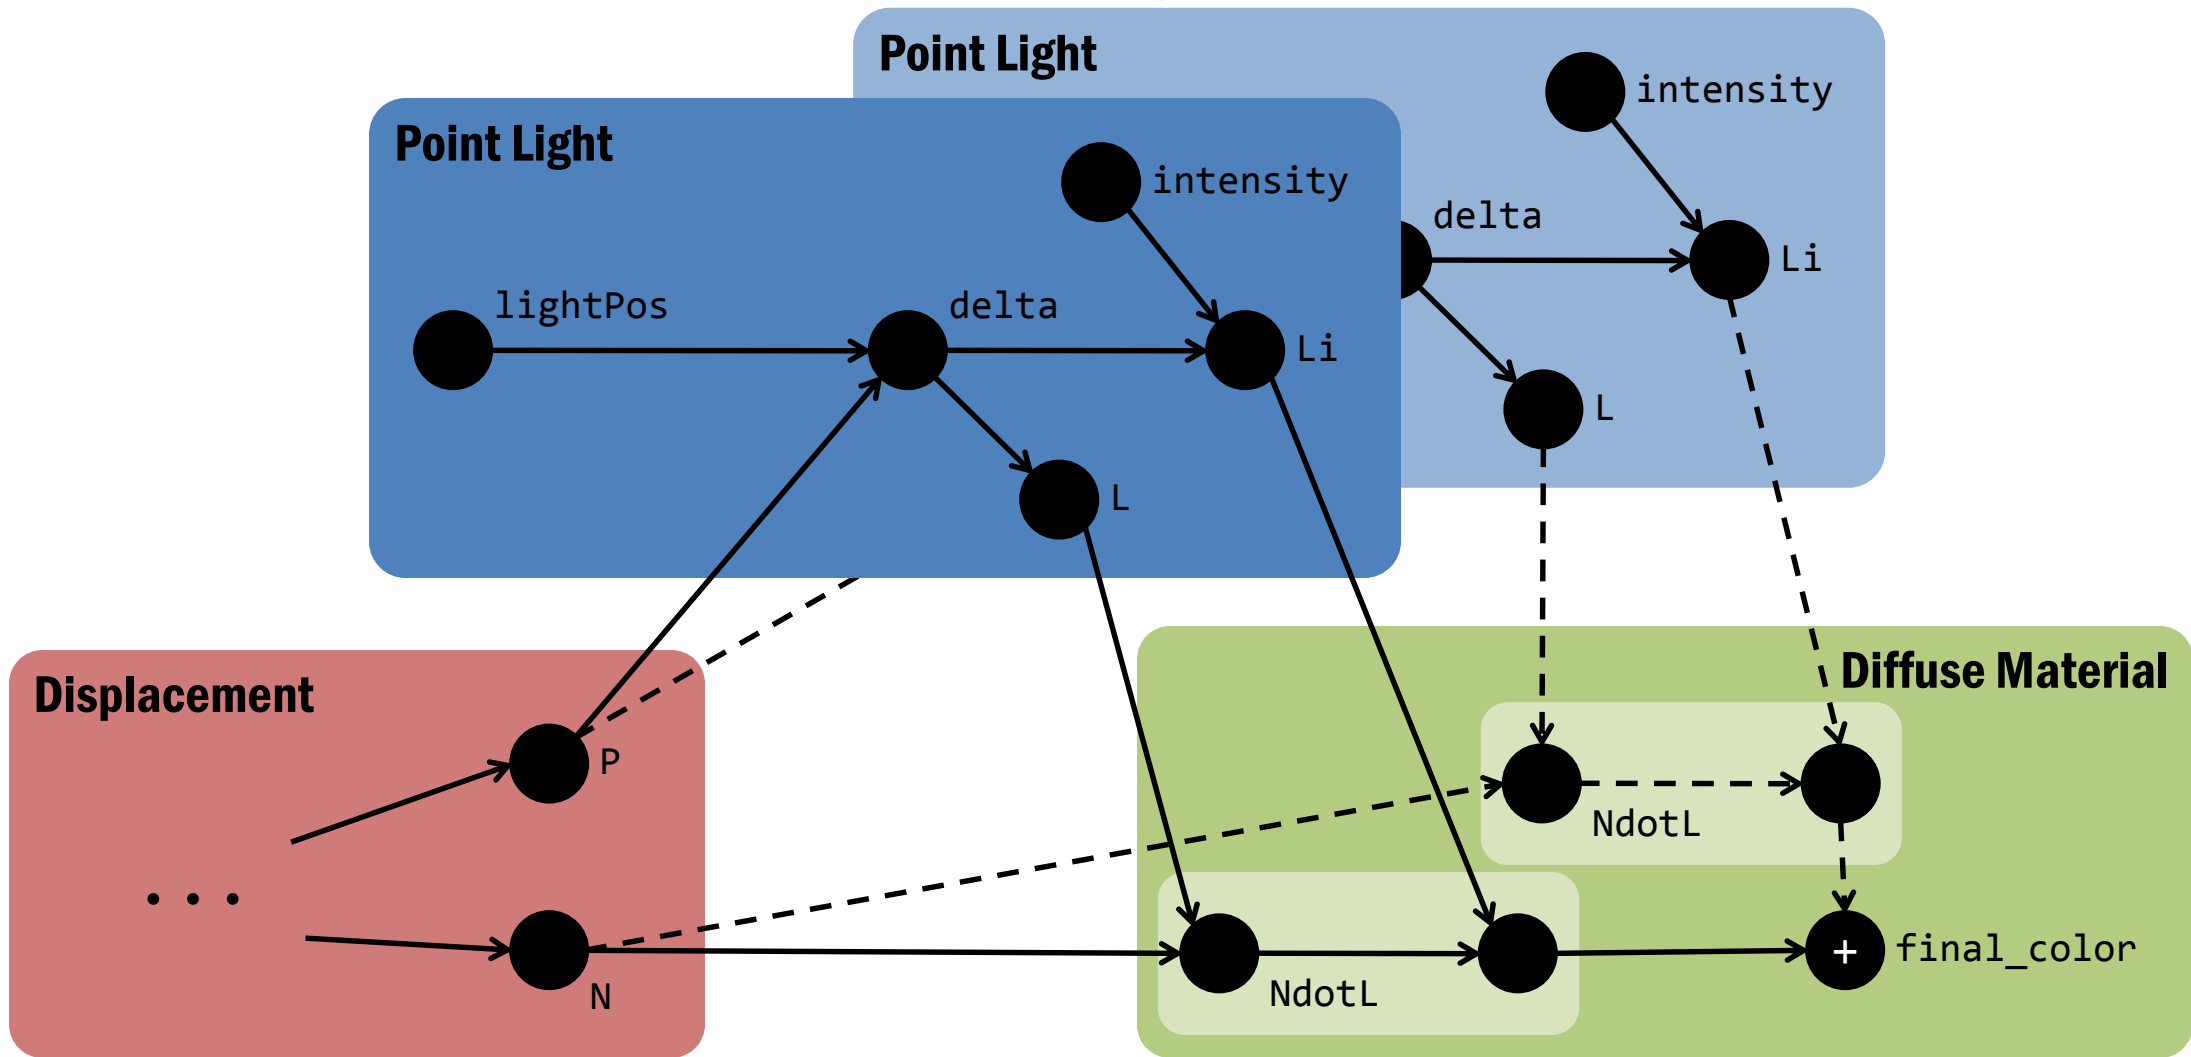 Point Light
intensity
Point Light
intensity
delta
Li
lightPos
delta
Li
L
L
Diffuse Material
Displacement
P
NdotL
...
N
NdotL
+
final_color